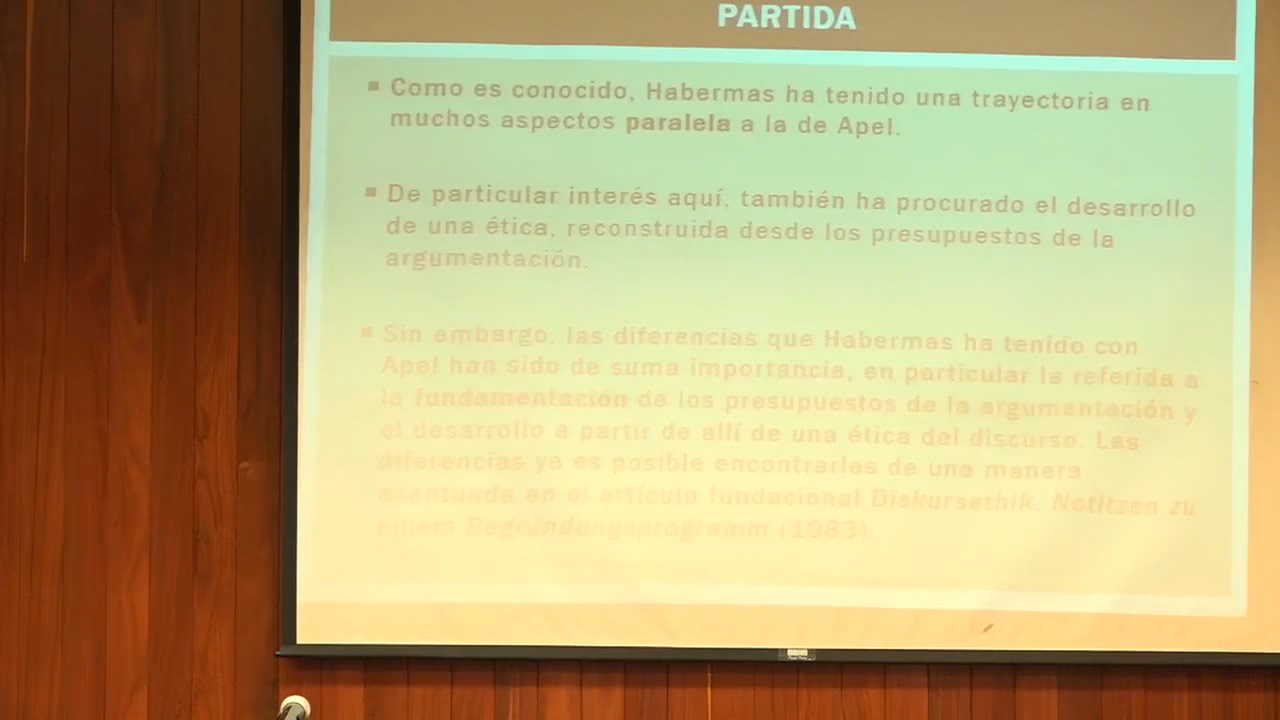 PARTIDA
▪ Como es conocido, Habermas ha tenido una trayectoria en
muchos aspectos paralela a la de Apel.
▪ De particular interés aquí, también ha procurado el desarrollo
de una ética, reconstruida desde los presupuestos de la
argumentación.
▪ Sin embargo, las diferencias que Habermas ha tenido con
Apel han sido de suma importancia, en particular la referida a
la fundamentación de los presupuestos de la argumentación y
el desarrollo a partir de allí de una ética del discurso. Las
diferencias ya es posible encontrarlas de una manera
acentuada en el artículo fundacional Diskursethik. Notitzen zu
einem Begründungsprogramm (1983).